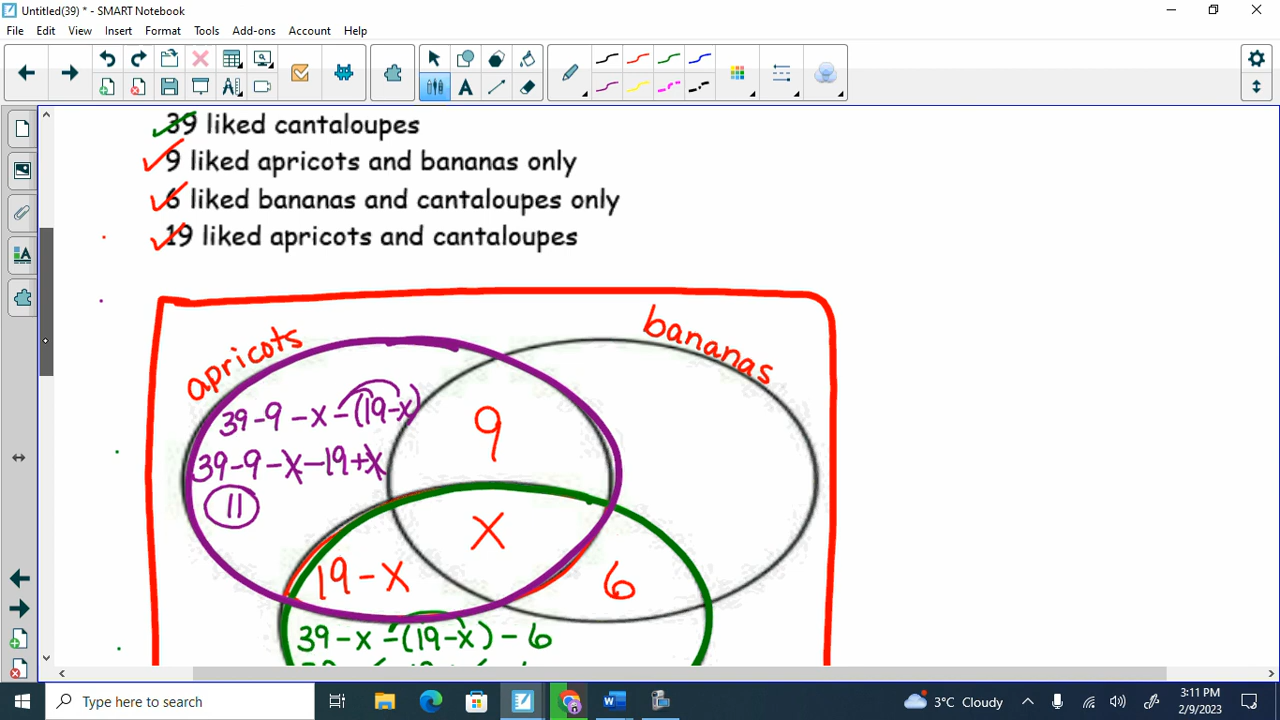 Untitled(39) * - SMART Notebook
File Edit View Insert Format Tools Add-ons Account Help
39 liked cantaloupes
9 liked apricots and bananas only
6 liked bananas and cantaloupes only
19 liked apricots and cantaloupes
apricots
bananas
39-9-x-(19-x)
39-9-x-19+x
11
9
x
19-x
6
39-x-(19-x)-6
Type here to search
3°C Cloudy
3:11 PM
2/9/2023